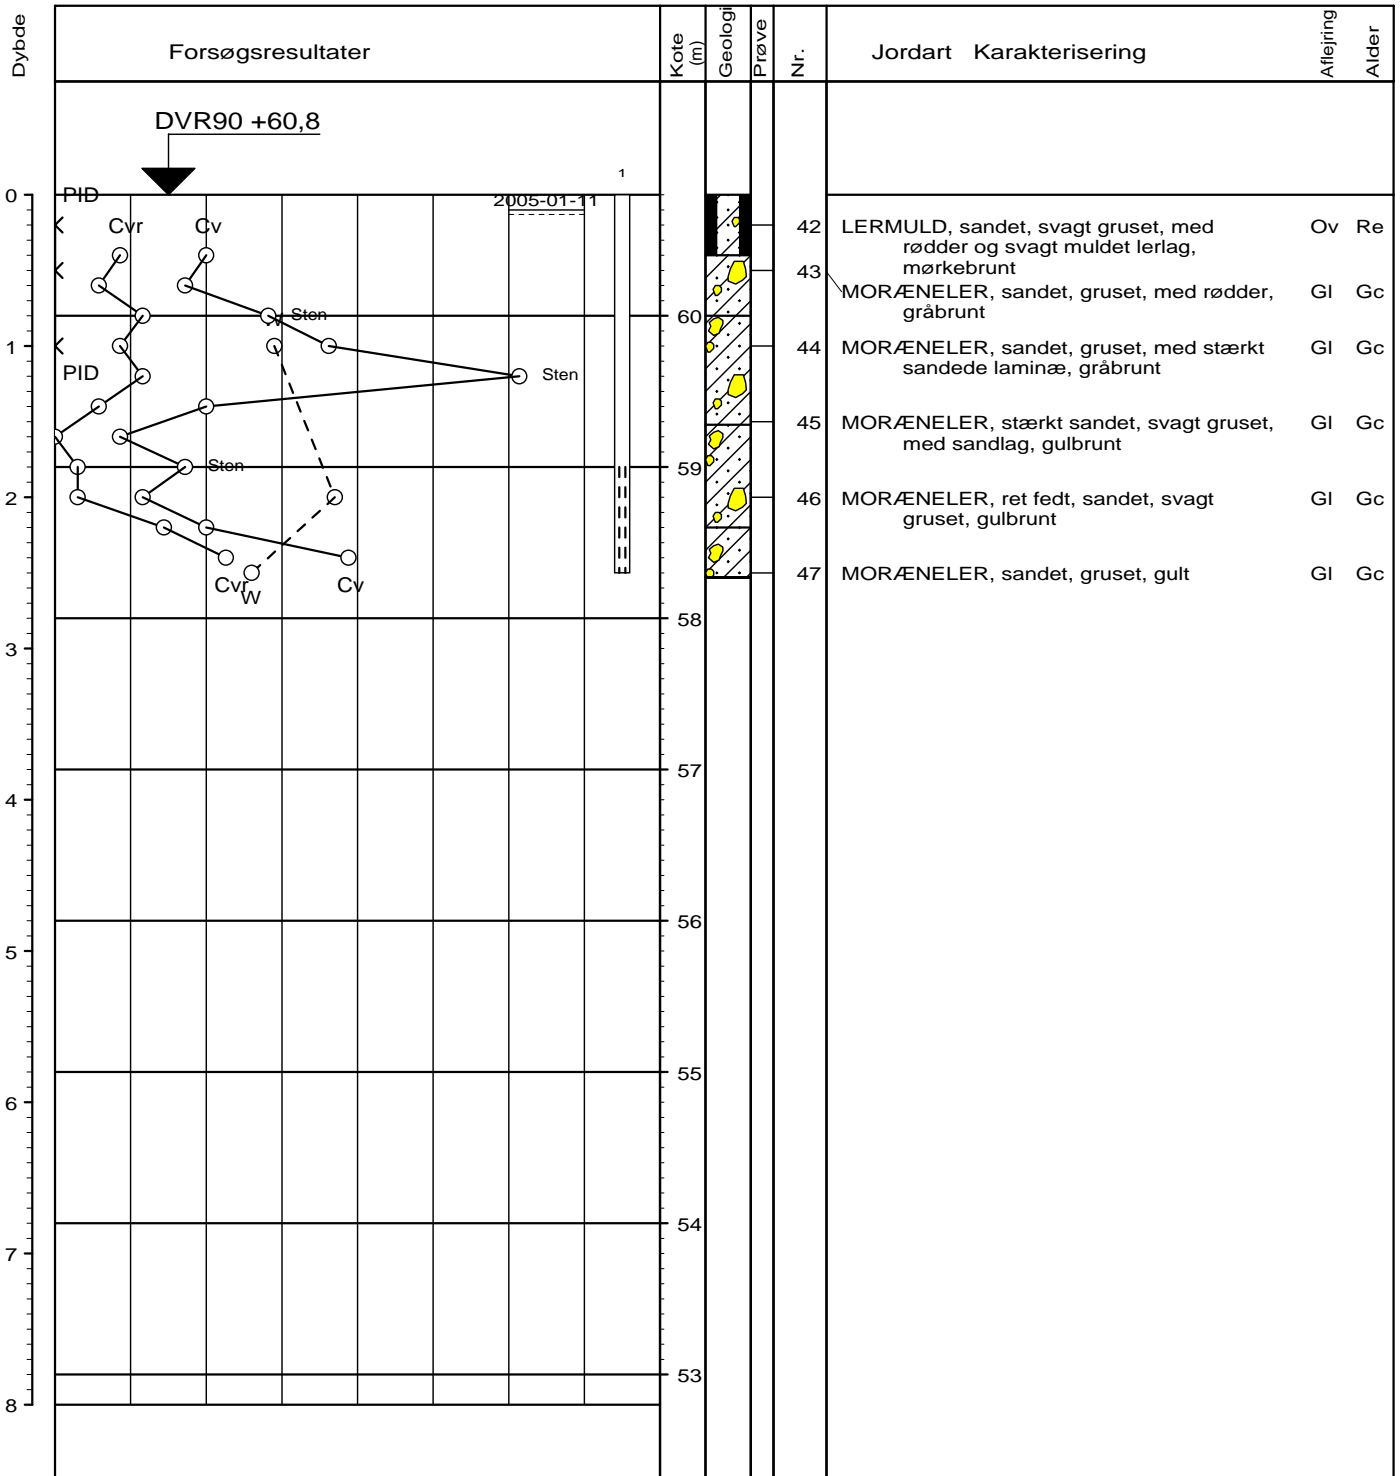 Dybde
Forsøgsresultater
Kote
(m)
Geologi
Prøve
Nr.
Jordart Karakterisering
Aflejring
Alder
DVR90 +60,8
1
0
PID
2005-01-11
Cvr
Cv
42 LERMULD, sandet, svagt gruset, med Ov Re
rødder og svagt muldet lerlag,
mørkebrunt
43
MORÆNELER, sandet, gruset, med rødder, Gl Gc
gråbrunt
Sten
60
W
1
44 MORÆNELER, sandet, gruset, med stærkt Gl Gc
sandede laminæ, gråbrunt
PID
Sten
45 MORÆNELER, stærkt sandet, svagt gruset, Gl Gc
med sandlag, gulbrunt
Sten
59
2
46 MORÆNELER, ret fedt, sandet, svagt Gl Gc
gruset, gulbrunt
47 MORÆNELER, sandet, gruset, gult Gl Gc
Cvr
W
Cv
58
3
57
4
56
5
55
6
54
7
53
8